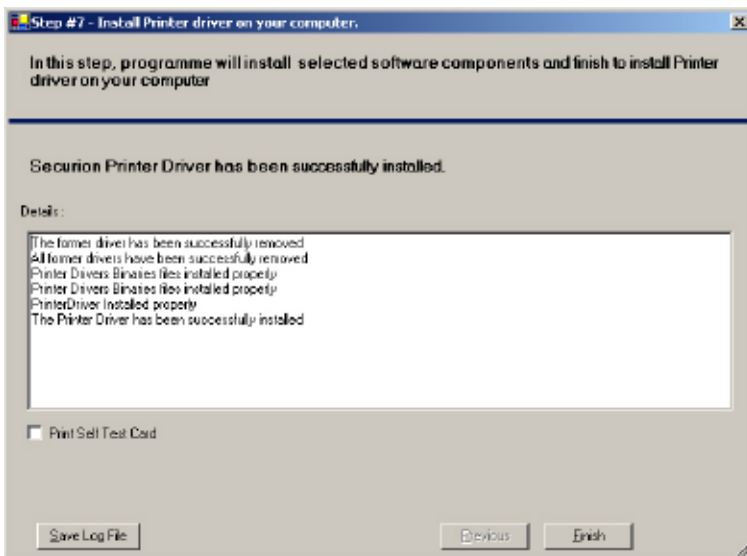 Step #7 - Install Printer driver on your computer.
In this step, programme will install selected software components and finish to install Printer
driver on your computer
Securion Printer Driver has been successfully installed.
Details :
The former driver has been successfully removed
All former drivers have been successfully removed
Printer Drivers Binaries files installed properly
Printer Drivers Binaries files installed properly
PrinterDriver Installed properly
The Printer Driver has been successfully installed
Print Self Test Card
Save Log File
Previous
Finish